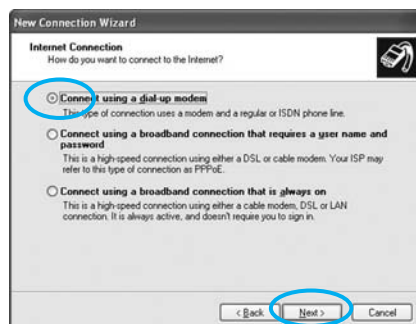 New Connection Wizard
Internet Connection
How do you want to connect to the Internet?
Connect using a dial-up modem
This type of connection uses a modem and a regular or ISDN phone line.
Connect using a broadband connection that requires a user name and
password
This is a high-speed connection using either a DSL or cable modem. Your ISP may
refer to this type of connection as PPPoE.
Connect using a broadband connection that is always on
This is a high-speed connection using either a cable modem, DSL or LAN
connection. It is always active, and doesn't require you to sign in.
< Back
Next >
Cancel